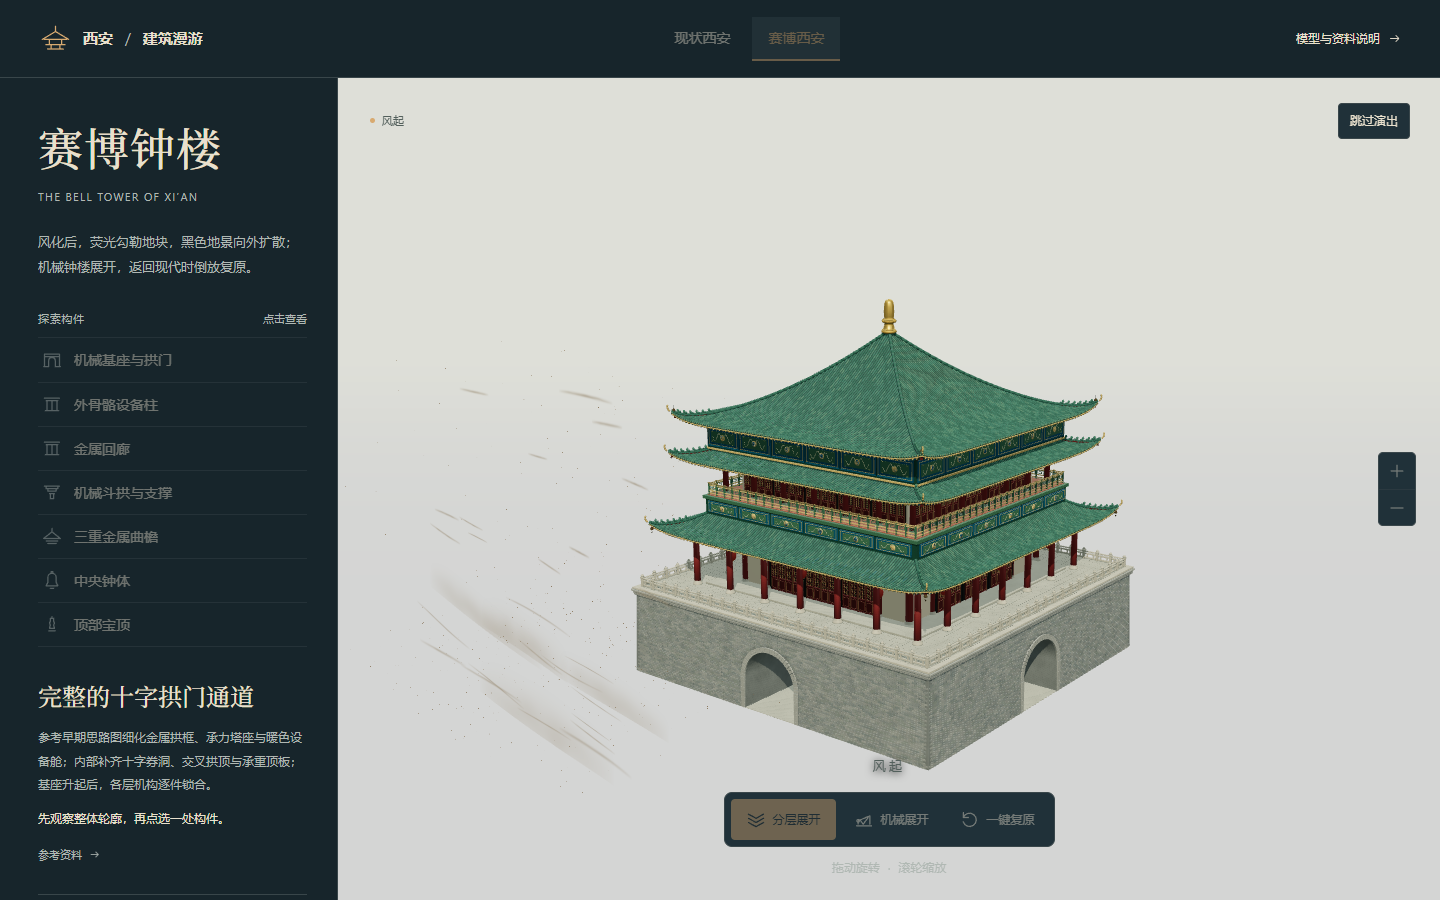 西安 / 建筑漫游
现状西安
赛博西安
模型与资料说明 →
赛博钟楼
THE BELL TOWER OF XI'AN
风化后，荧光勾勒地块，黑色地景向外扩散；
机械钟楼展开，返回现代时倒放复原。
探索构件
点击查看
机械基座与拱门
外骨骼设备柱
金属回廊
机械斗拱与支撑
三重金属曲檐
中央钟体
顶部宝顶
完整的十字拱门通道
参考早期思路图细化金属拱框、承力塔座与暖色设
备舱；内部补齐十字券洞、交叉拱顶与承重顶板；
基座升起后，各层机构逐件锁合。
先观察整体轮廓，再点选一处构件。
参考资料 →
风起
跳过演出
+
−
风起
分层展开
机械展开
一键复原
拖动旋转 · 滚轮缩放